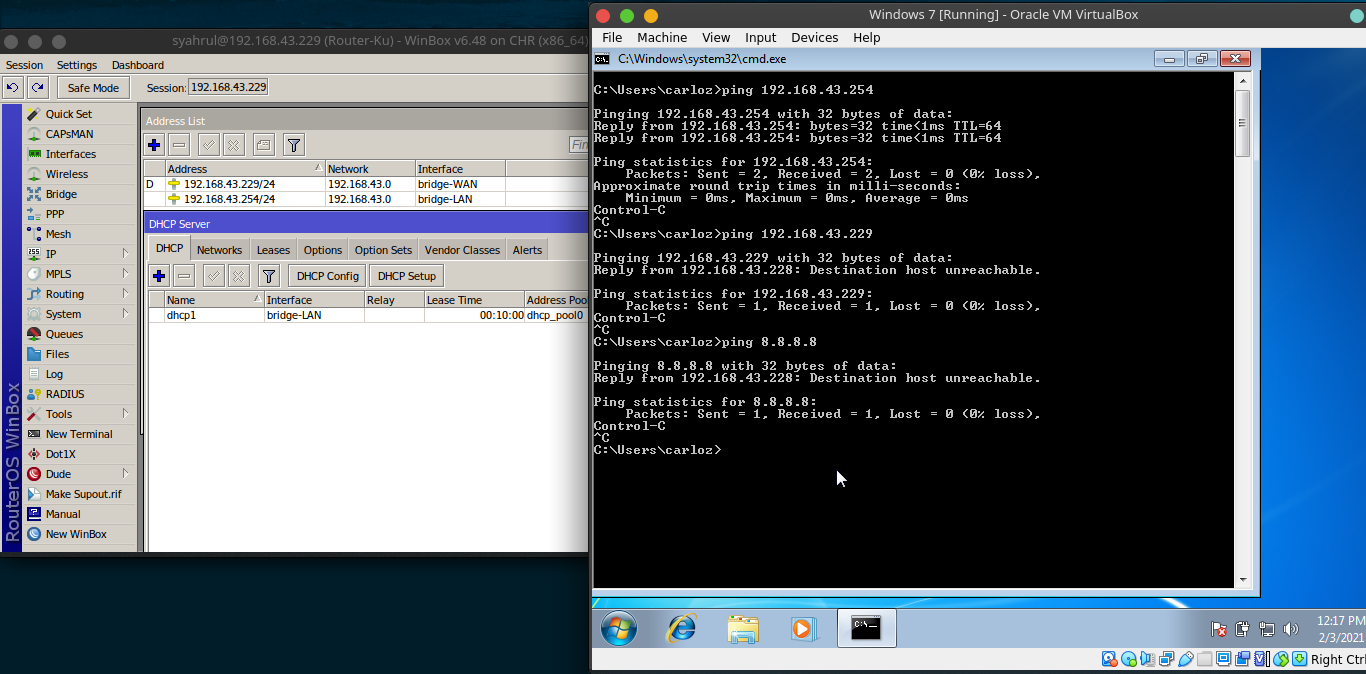 syahrul@192.168.43.229 (Router-Ku) - WinBox v6.48 on CHR (x86_64)
Session Settings Dashboard
Safe Mode Session: 192.168.43.229
RouterOS WinBox
Quick Set
CAPsMAN
Interfaces
Wireless
Bridge
PPP
Mesh
IP
MPLS
Routing
System
Queues
Files
Log
RADIUS
Tools
New Terminal
Dot1X
Dude
Make Supout.rif
Manual
New WinBox
Address List
Fin
Address Network Interface
D 192.168.43.229/24 192.168.43.0 bridge-WAN
192.168.43.254/24 192.168.43.0 bridge-LAN
DHCP Server
DHCP Networks Leases Options Option Sets Vendor Classes Alerts
DHCP Config DHCP Setup
Name Interface Relay Lease Time Address Poo
dhcp1 bridge-LAN 00:10:00 dhcp_pool0
Windows 7 [Running] - Oracle VM VirtualBox
File Machine View Input Devices Help
C:\Windows\system32\cmd.exe
C:\Users\carloz>ping 192.168.43.254
Pinging 192.168.43.254 with 32 bytes of data:
Reply from 192.168.43.254: bytes=32 time<1ms TTL=64
Reply from 192.168.43.254: bytes=32 time<1ms TTL=64
Ping statistics for 192.168.43.254:
Packets: Sent = 2, Received = 2, Lost = 0 (0% loss),
Approximate round trip times in milli-seconds:
Minimum = 0ms, Maximum = 0ms, Average = 0ms
Control-C
^C
C:\Users\carloz>ping 192.168.43.229
Pinging 192.168.43.229 with 32 bytes of data:
Reply from 192.168.43.228: Destination host unreachable.
Ping statistics for 192.168.43.229:
Packets: Sent = 1, Received = 1, Lost = 0 (0% loss),
Control-C
^C
C:\Users\carloz>ping 8.8.8.8
Pinging 8.8.8.8 with 32 bytes of data:
Reply from 192.168.43.228: Destination host unreachable.
Ping statistics for 8.8.8.8:
Packets: Sent = 1, Received = 1, Lost = 0 (0% loss),
Control-C
^C
C:\Users\carloz>
12:17 PM
2/3/2021
Right Ctrl